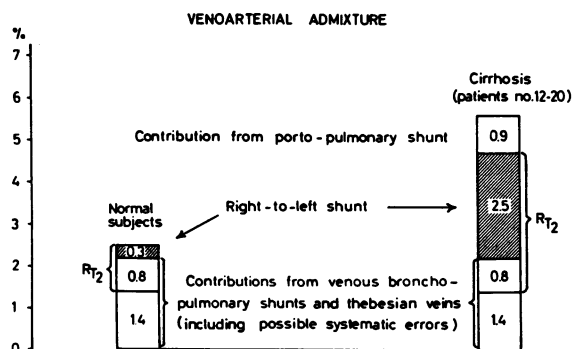 VENOARTERIAL ADMIXTURE
%
7
6
5
4
3
2
1
0
Cirrhosis
(patients no.12-20)
Contribution from porto-pulmonary shunt
0.9
Normal
subjects
Right-to-left shunt
2.5
RT2
0.3
RT2
0.8
Contributions from venous broncho-
pulmonary shunts and thebesian veins
(including possible systematic errors)
0.8
1.4
1.4